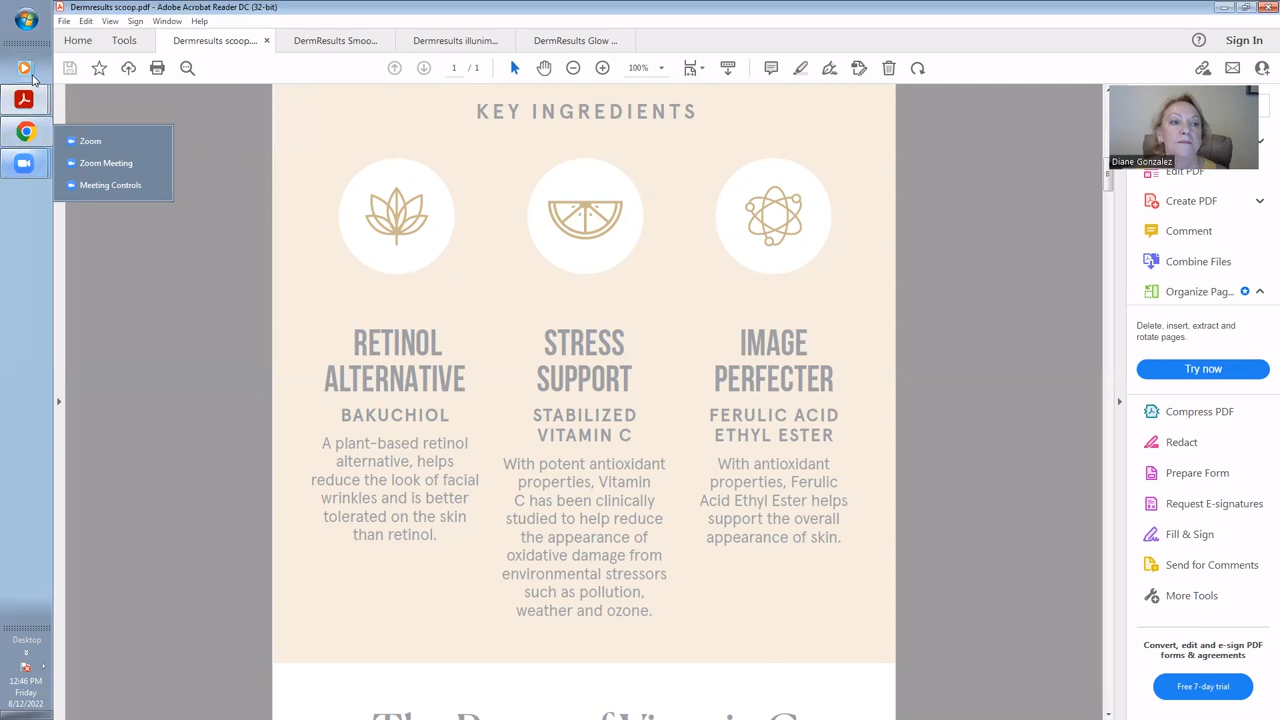 Dermresults scoop.pdf - Adobe Acrobat Reader DC (32-bit)
File Edit View Sign Window Help
Home Tools Dermresults scoop.... × DermResults Smoo... Dermresults illunim... DermResults Glow ... Sign In
1 / 1 100%
Zoom
Zoom Meeting
Meeting Controls
Diane Gonzalez
KEY INGREDIENTS
RETINOL
ALTERNATIVE
BAKUCHIOL
A plant-based retinol
alternative, helps
reduce the look of facial
wrinkles and is better
tolerated on the skin
than retinol.
STRESS
SUPPORT
STABILIZED
VITAMIN C
With potent antioxidant
properties, Vitamin
C has been clinically
studied to help reduce
the appearance of
oxidative damage from
environmental stressors
such as pollution,
weather and ozone.
IMAGE
PERFECTER
FERULIC ACID
ETHYL ESTER
With antioxidant
properties, Ferulic
Acid Ethyl Ester helps
support the overall
appearance of skin.
Edit PDF
Create PDF
Comment
Combine Files
Organize Pag...
Delete, insert, extract and
rotate pages.
Try now
Compress PDF
Redact
Prepare Form
Request E-signatures
Fill & Sign
Send for Comments
More Tools
Convert, edit and e-sign PDF
forms & agreements
Free 7-day trial
Desktop
12:46 PM
Friday
8/12/2022